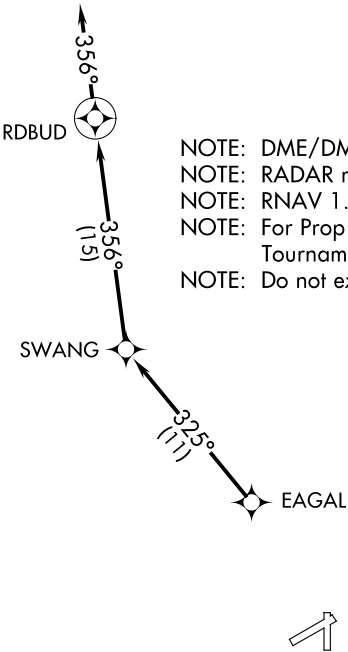 356°
RDBUD
NOTE: DME/DM
NOTE: RADAR
NOTE: RNAV 1.
NOTE: For Prop
Tournam
NOTE: Do not ex
356°
(15)
SWANG
325°
(11)
EAGAL